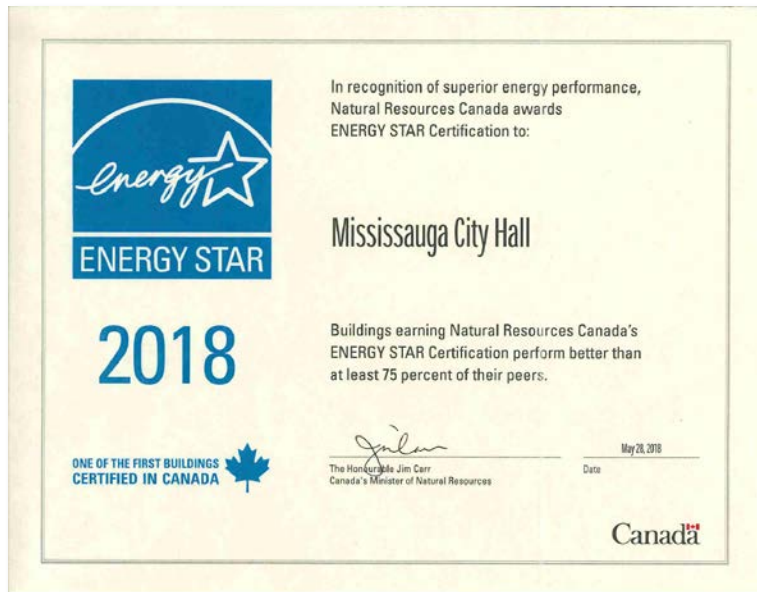 energy
ENERGY STAR
2018
ONE OF THE FIRST BUILDINGS
CERTIFIED IN CANADA
In recognition of superior energy performance,
Natural Resources Canada awards
ENERGY STAR Certification to:
Mississauga City Hall
Buildings earning Natural Resources Canada's
ENERGY STAR Certification perform better than
at least 75 percent of their peers.
The Honourable Jim Carr
Canada's Minister of Natural Resources
May 28, 2018
Date
Canada